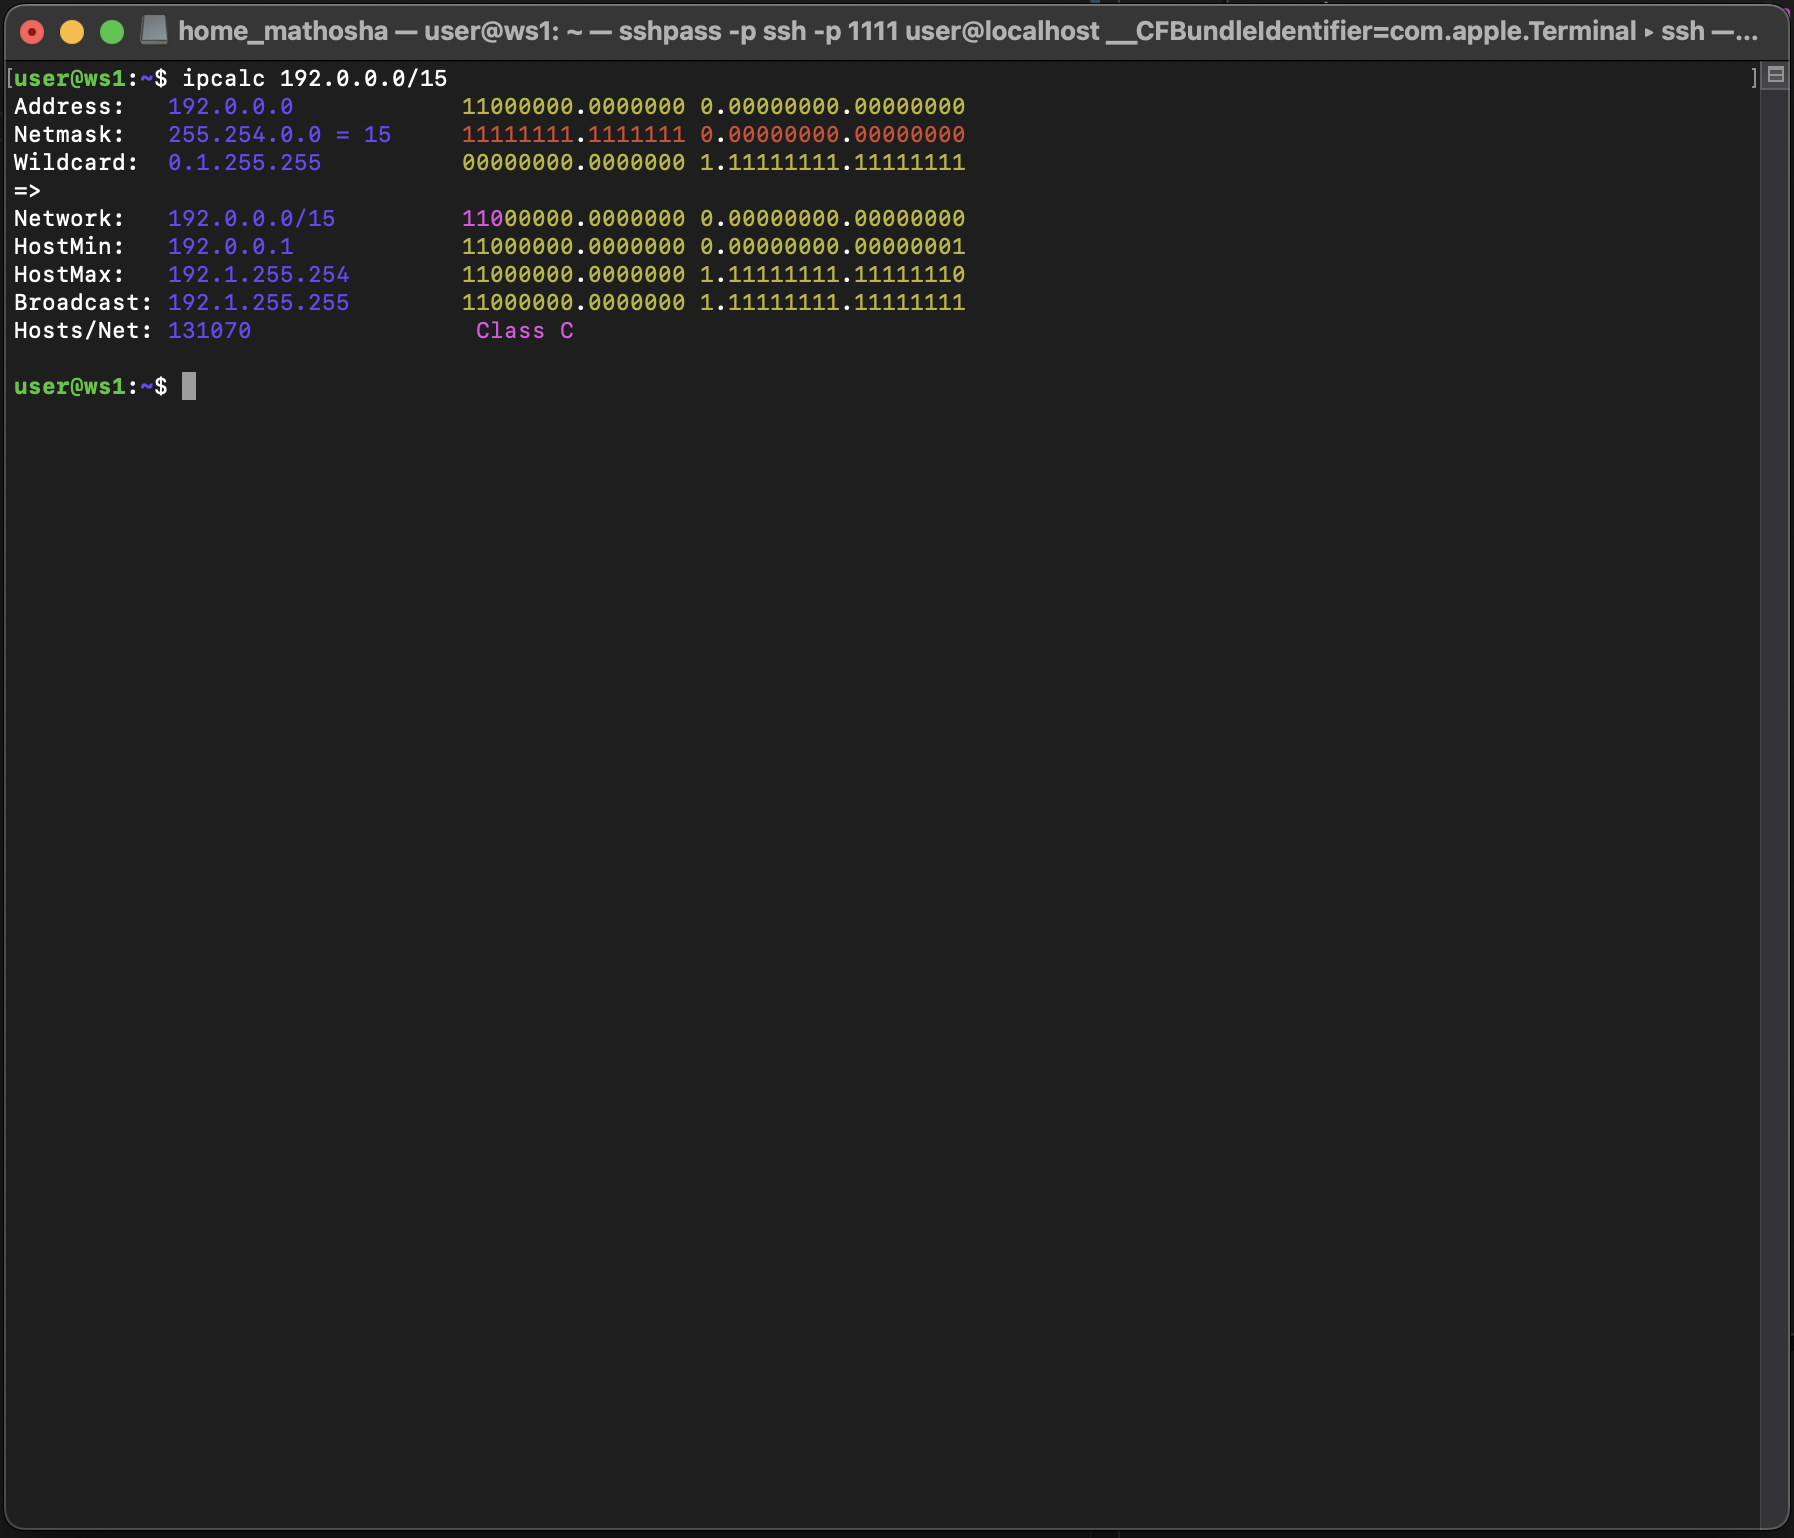 home_mathosha — user@ws1: ~ — sshpass -p ssh -p 1111 user@localhost __CFBundleIdentifier=com.apple.Terminal ▸ ssh —...
[user@ws1:~$ ipcalc 192.0.0.0/15 ]
Address: 192.0.0.0 11000000.0000000 0.00000000.00000000
Netmask: 255.254.0.0 = 15 11111111.1111111 0.00000000.00000000
Wildcard: 0.1.255.255 00000000.0000000 1.11111111.11111111
=>
Network: 192.0.0.0/15 11000000.0000000 0.00000000.00000000
HostMin: 192.0.0.1 11000000.0000000 0.00000000.00000001
HostMax: 192.1.255.254 11000000.0000000 1.11111111.11111110
Broadcast: 192.1.255.255 11000000.0000000 1.11111111.11111111
Hosts/Net: 131070 Class C
user@ws1:~$